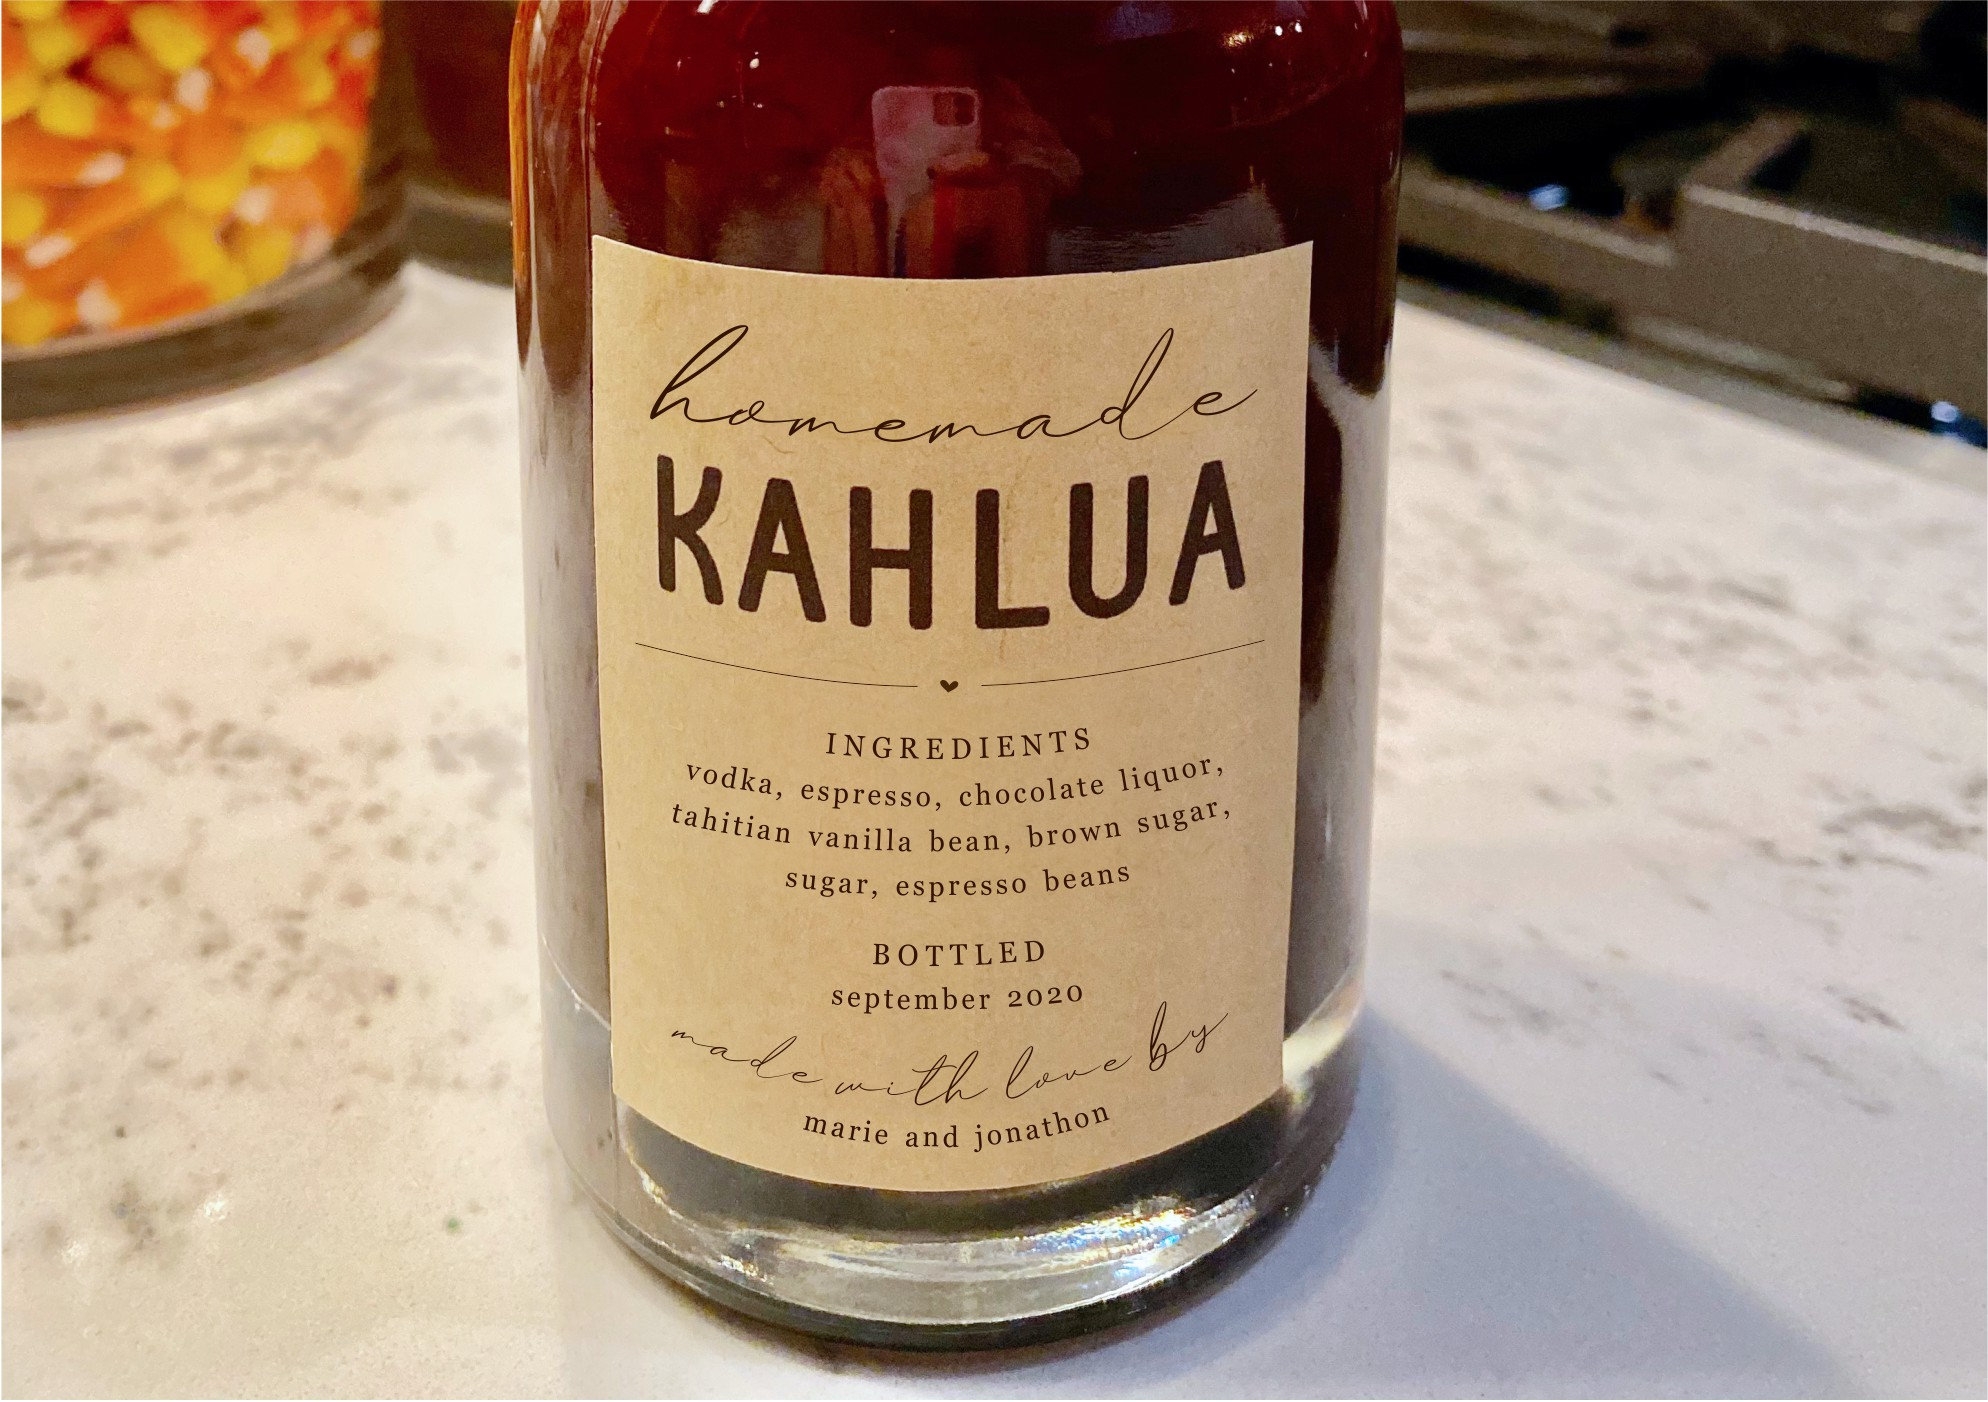 homemade
KAHLUA
INGREDIENTS
vodka, espresso, chocolate liquor,
tahitian vanilla bean, brown sugar,
sugar, espresso beans
BOTTLED
september 2020
made with love by
marie and jonathon